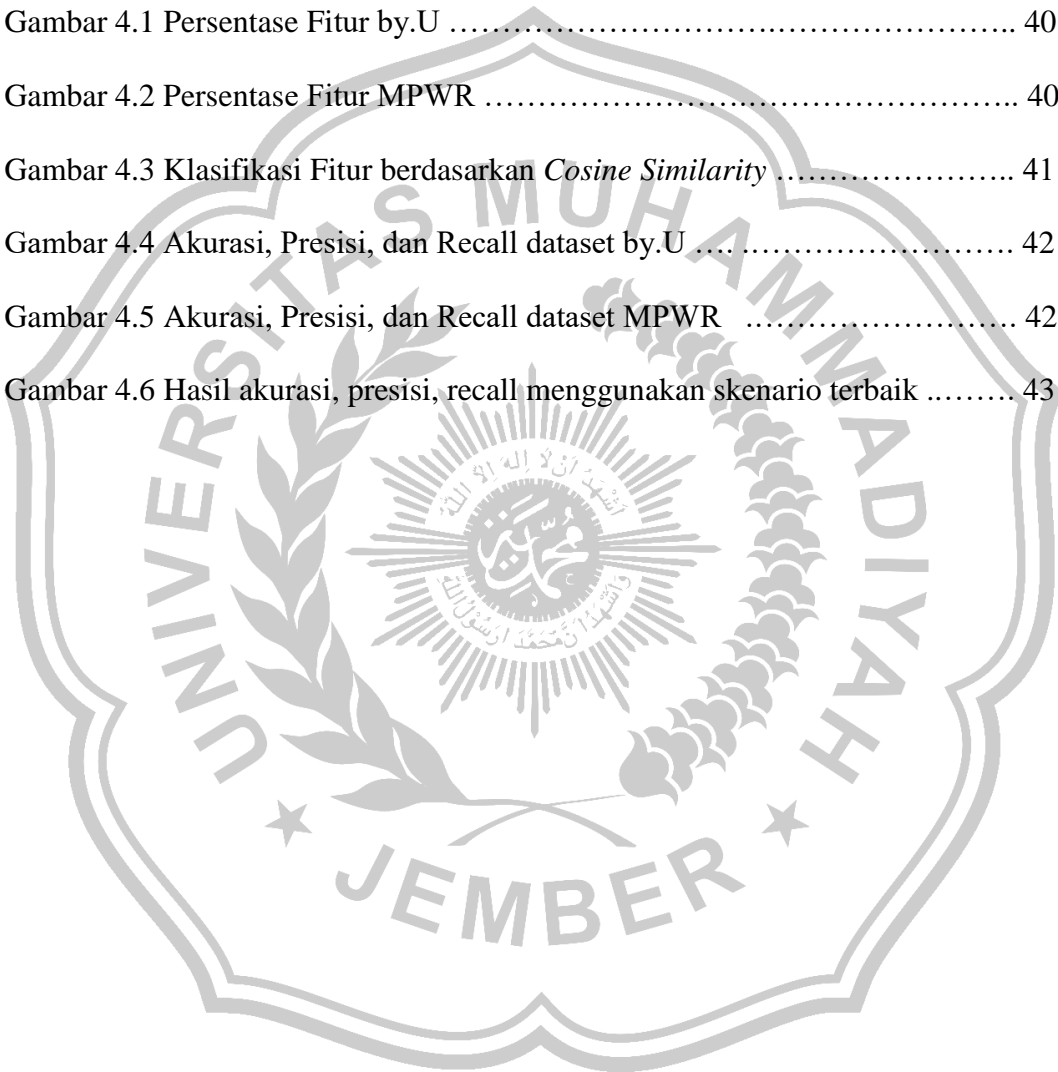 Gambar 4.1 Persentase Fitur by.U …………………………………………….. 40
Gambar 4.2 Persentase Fitur MPWR ………………………………………….. 40
Gambar 4.3 Klasifikasi Fitur berdasarkan Cosine Similarity ………………….. 41
Gambar 4.4 Akurasi, Presisi, dan Recall dataset by.U …. ……………………. 42
Gambar 4.5 Akurasi, Presisi, dan Recall dataset MPWR ……………………. 42
Gambar 4.6 Hasil akurasi, presisi, recall menggunakan skenario terbaik ..……. 43
UNIVERSITAS MUHAMMADIYAH
JEMBER